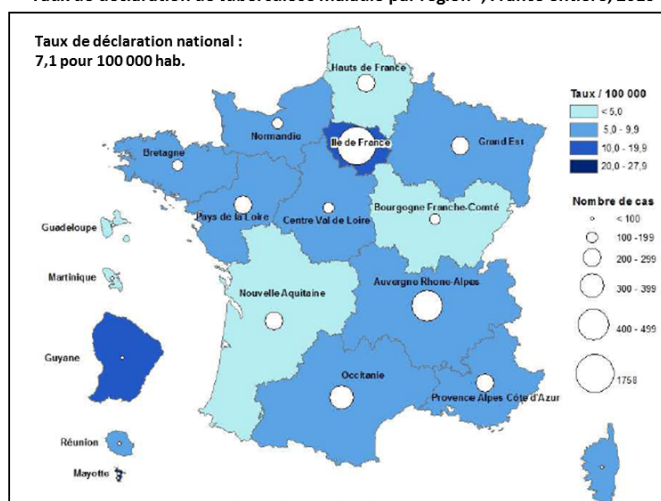 Taux de déclaration national :
7,1 pour 100 000 hab.
Hauts de France
Normandie
Ile de France
Grand Est
Bretagne
Pays de la Loire
Centre Val de Loire
Bourgogne Franche-Comté
Guadeloupe
Martinique
Nouvelle Aquitaine
Auvergne Rhone-Alpes
Guyane
Occitanie
Provence Alpes Côte d'Azur
Réunion
Mayotte
Taux / 100 000
<5,0
5,0 - 9,9
10,0 - 19,9
20,0 - 27,9
Nombre de cas
< 100
100 -199
200 - 299
300 - 399
400 - 499
1758